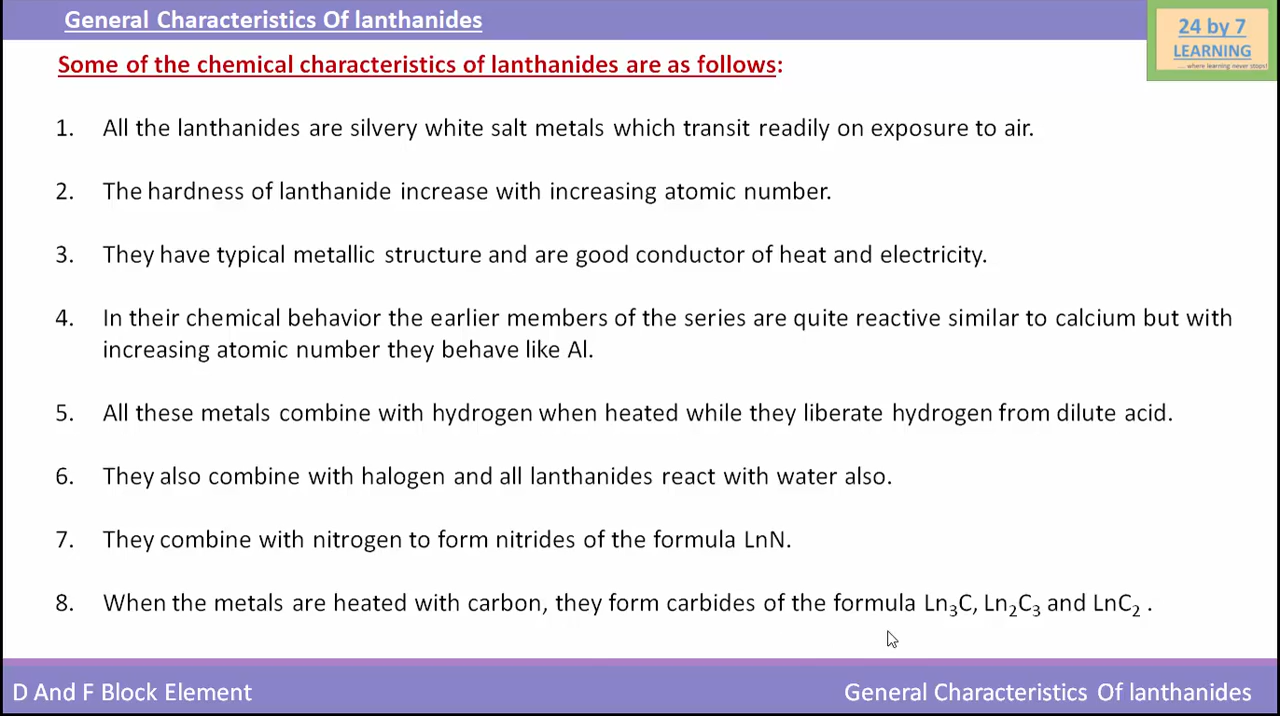 General Characteristics Of lanthanides
24 by 7
LEARNING
.... where learning never stops!
Some of the chemical characteristics of lanthanides are as follows:
1. All the lanthanides are silvery white salt metals which transit readily on exposure to air.
2. The hardness of lanthanide increase with increasing atomic number.
3. They have typical metallic structure and are good conductor of heat and electricity.
4. In their chemical behavior the earlier members of the series are quite reactive similar to calcium but with
increasing atomic number they behave like Al.
5. All these metals combine with hydrogen when heated while they liberate hydrogen from dilute acid.
6. They also combine with halogen and all lanthanides react with water also.
7. They combine with nitrogen to form nitrides of the formula LnN.
8. When the metals are heated with carbon, they form carbides of the formula Ln₃C, Ln₂C₃ and LnC₂ .
D And F Block Element
General Characteristics Of lanthanides